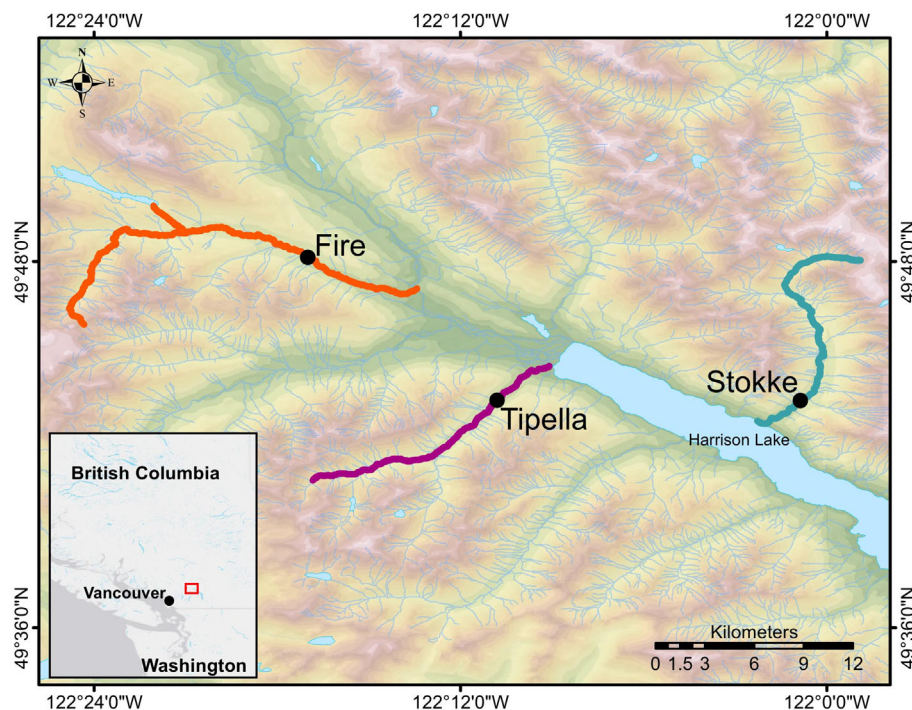 122°24'0"W 122°12'0"W 122°0'0"W
N
W E
S
49°48'0"N 49°48'0"N
Fire
Stokke
Tipella
Harrison Lake
British Columbia
Vancouver
Washington
49°36'0"N 49°36'0"N
Kilometers
0 1.5 3 6 9 12
122°24'0"W 122°12'0"W 122°0'0"W